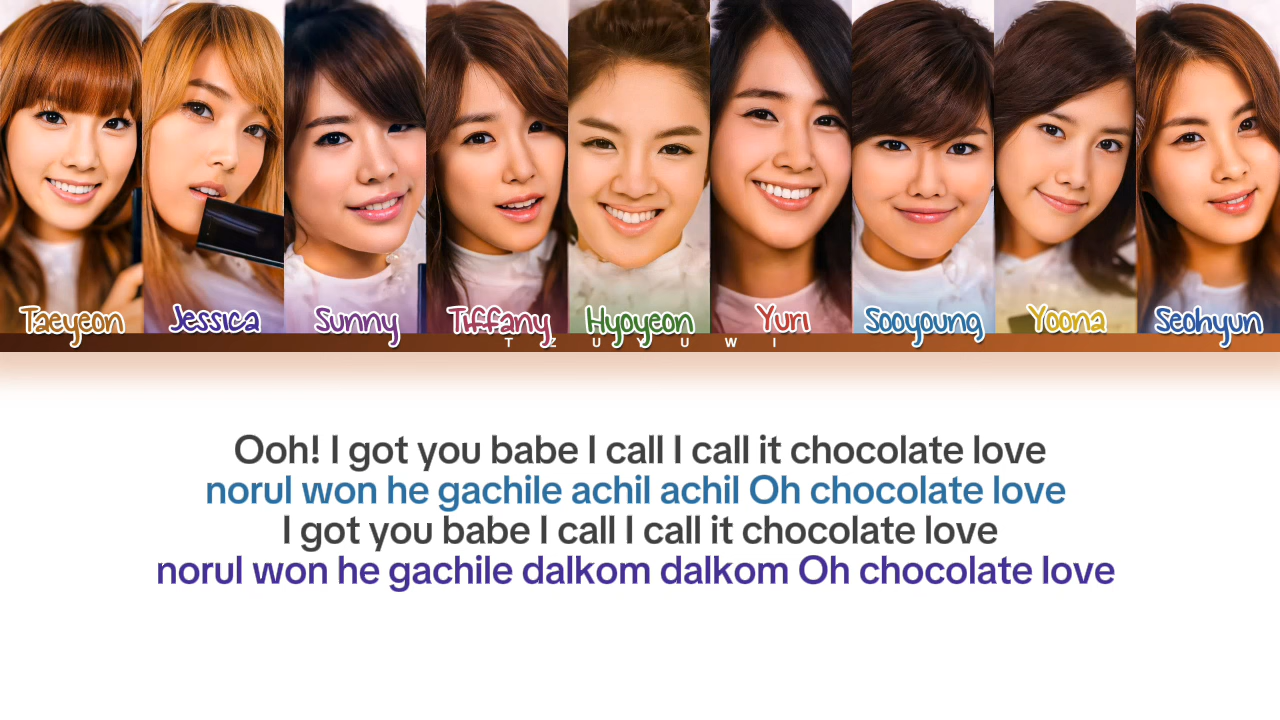 Taeyeon Jessica Sunny Tiffany Hyoyeon Yuri Sooyoung Yoona Seohyun
T Z U Y U W I
Ooh! I got you babe I call I call it chocolate love
norul won he gachile achil achil Oh chocolate love
I got you babe I call I call it chocolate love
norul won he gachile dalkom dalkom Oh chocolate love